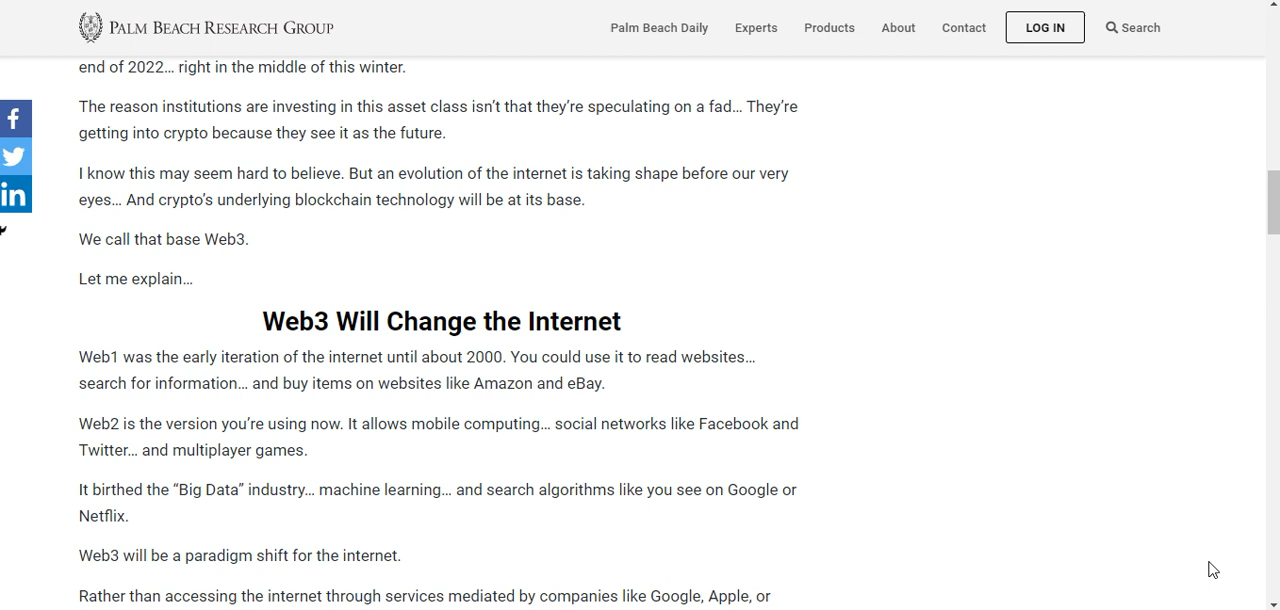 PALM BEACH RESEARCH GROUP
Palm Beach Daily Experts Products About Contact LOG IN Search
end of 2022… right in the middle of this winter.
The reason institutions are investing in this asset class isn’t that they’re speculating on a fad… They’re
getting into crypto because they see it as the future.
I know this may seem hard to believe. But an evolution of the internet is taking shape before our very
eyes… And crypto’s underlying blockchain technology will be at its base.
We call that base Web3.
Let me explain…
Web3 Will Change the Internet
Web1 was the early iteration of the internet until about 2000. You could use it to read websites…
search for information… and buy items on websites like Amazon and eBay.
Web2 is the version you’re using now. It allows mobile computing… social networks like Facebook and
Twitter… and multiplayer games.
It birthed the “Big Data” industry… machine learning… and search algorithms like you see on Google or
Netflix.
Web3 will be a paradigm shift for the internet.
Rather than accessing the internet through services mediated by companies like Google, Apple, or